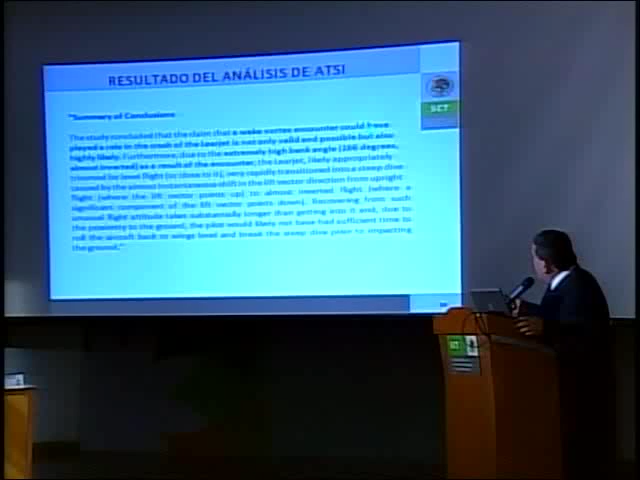 RESULTADO DEL ANÁLISIS DE ATSI
SCT
"Summary of Conclusions
The study concluded that the claim that a wake vortex encounter could have
played a role in the crash of the Learjet is not only valid and possible but also
highly likely. Furthermore, due to the extremely high bank angle (166 degrees,
almost inverted) as a result of the encounter, the Learjet, likely appropriately
trimmed for level flight (or close to it), very rapidly transitioned into a steep dive
caused by the almost instantaneous shift in the lift vector direction from upright
flight (where the lift vector points up) to almost inverted flight (where a
significant component of the lift vector points down). Recovering from such
unusual flight attitude takes substantially longer than getting into it and, due to
the proximity to the ground, the pilot would likely not have had sufficient time to
roll the aircraft back to wings level and break the steep dive prior to impacting
the ground."
SCT